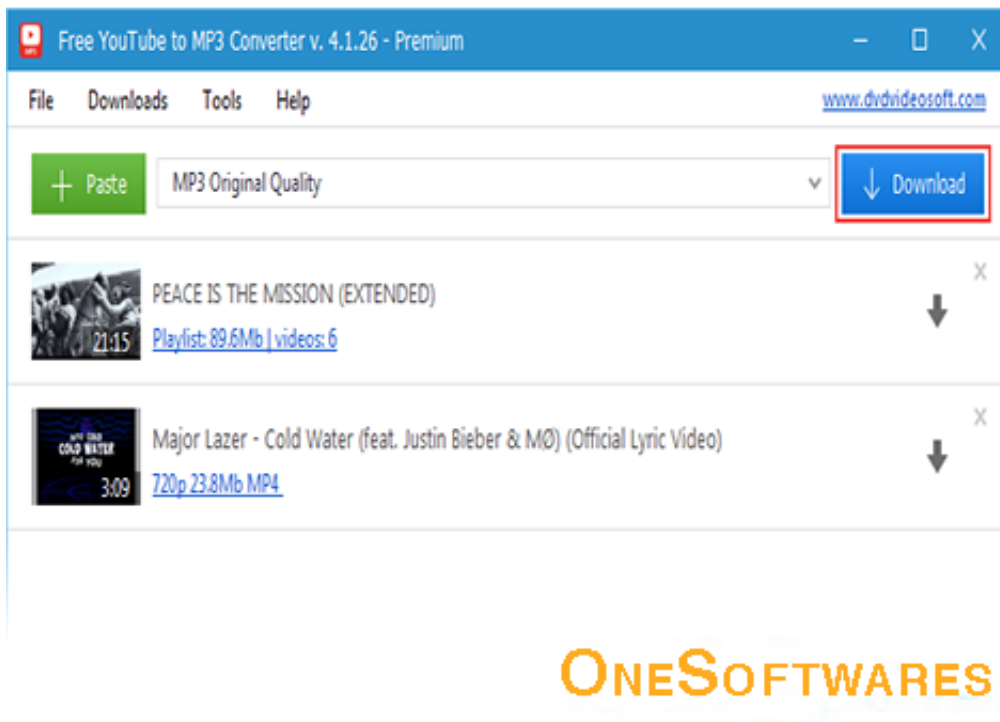 Free YouTube to MP3 Converter v. 4.1.26 - Premium
File Downloads Tools Help www.dvdvideosoft.com
Paste MP3 Original Quality Download
PEACE IS THE MISSION (EXTENDED)
21:15
Playlist: 89.6Mb | videos: 6
Major Lazer - Cold Water (feat. Justin Bieber & MØ) (Official Lyric Video)
COLD WATER
FOR YOU
3:09
720p 23.8Mb MP4
ONESOFTWARES